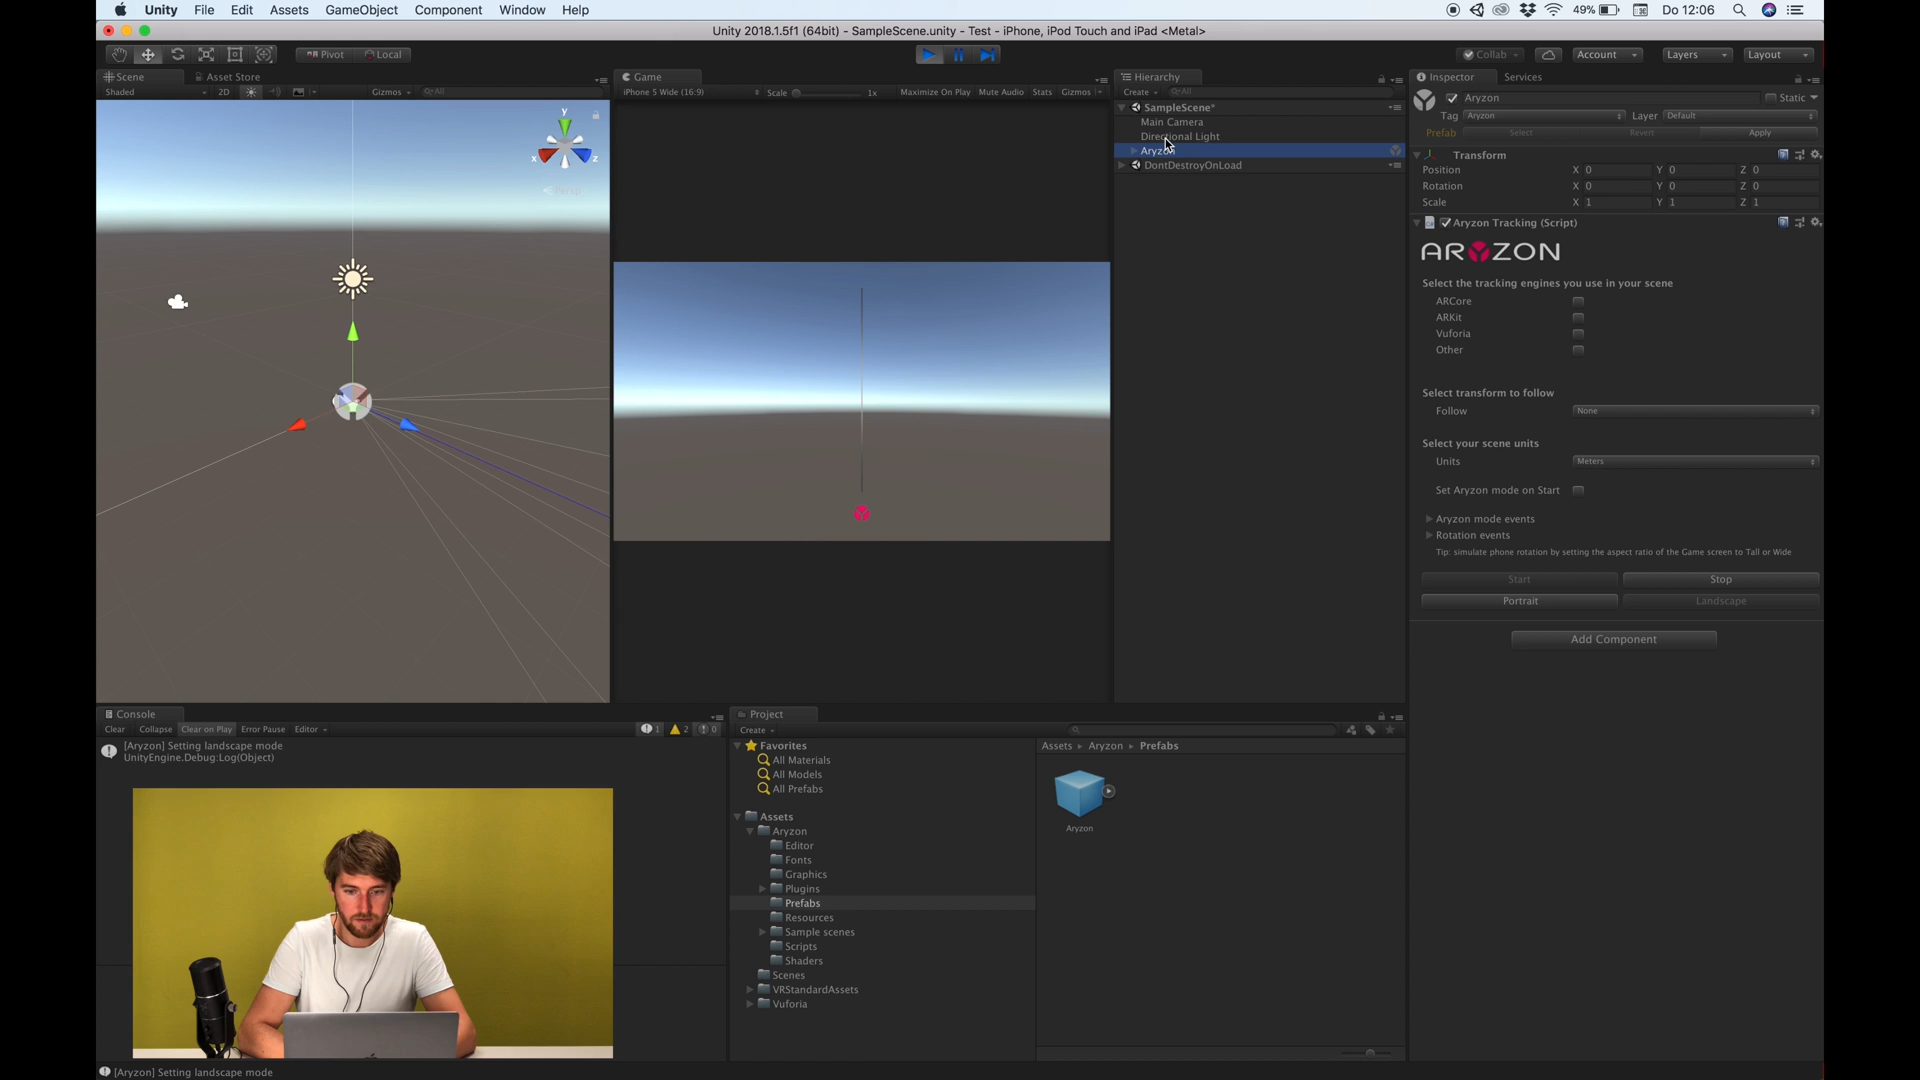 Unity File Edit Assets GameObject Component Window Help
49% Do 12:06
Unity 2018.1.5f1 (64bit) - SampleScene.unity - Test - iPhone, iPod Touch and iPad <Metal>
Pivot Local
Collab Account Layers Layout
Scene Asset Store
Shaded 2D Gizmos All
y
x
z
Persp
Game
iPhone 5 Wide (16:9) Scale 1x Maximize On Play Mute Audio Stats Gizmos
Hierarchy
Create All
SampleScene*
Main Camera
Directional Light
Aryzon
DontDestroyOnLoad
Inspector Services
Aryzon Static
Tag Aryzon Layer Default
Prefab Select Revert Apply
Transform
Position X 0 Y 0 Z 0
Rotation X 0 Y 0 Z 0
Scale X 1 Y 1 Z 1
Aryzon Tracking (Script)
ARYZON
Select the tracking engines you use in your scene
ARCore
ARKit
Vuforia
Other
Select transform to follow
Follow None
Select your scene units
Units Meters
Set Aryzon mode on Start
Aryzon mode events
Rotation events
Tip: simulate phone rotation by setting the aspect ratio of the Game screen to Tall or Wide
Start Stop
Portrait Landscape
Add Component
Console
Clear Collapse Clear on Play Error Pause Editor 1 2 0
[Aryzon] Setting landscape mode
UnityEngine.Debug:Log(Object)
Project
Create
Favorites
All Materials
All Models
All Prefabs
Assets
Aryzon
Editor
Fonts
Graphics
Plugins
Prefabs
Resources
Sample scenes
Scripts
Shaders
Scenes
VRStandardAssets
Vuforia
Assets Aryzon Prefabs
Aryzon
[Aryzon] Setting landscape mode